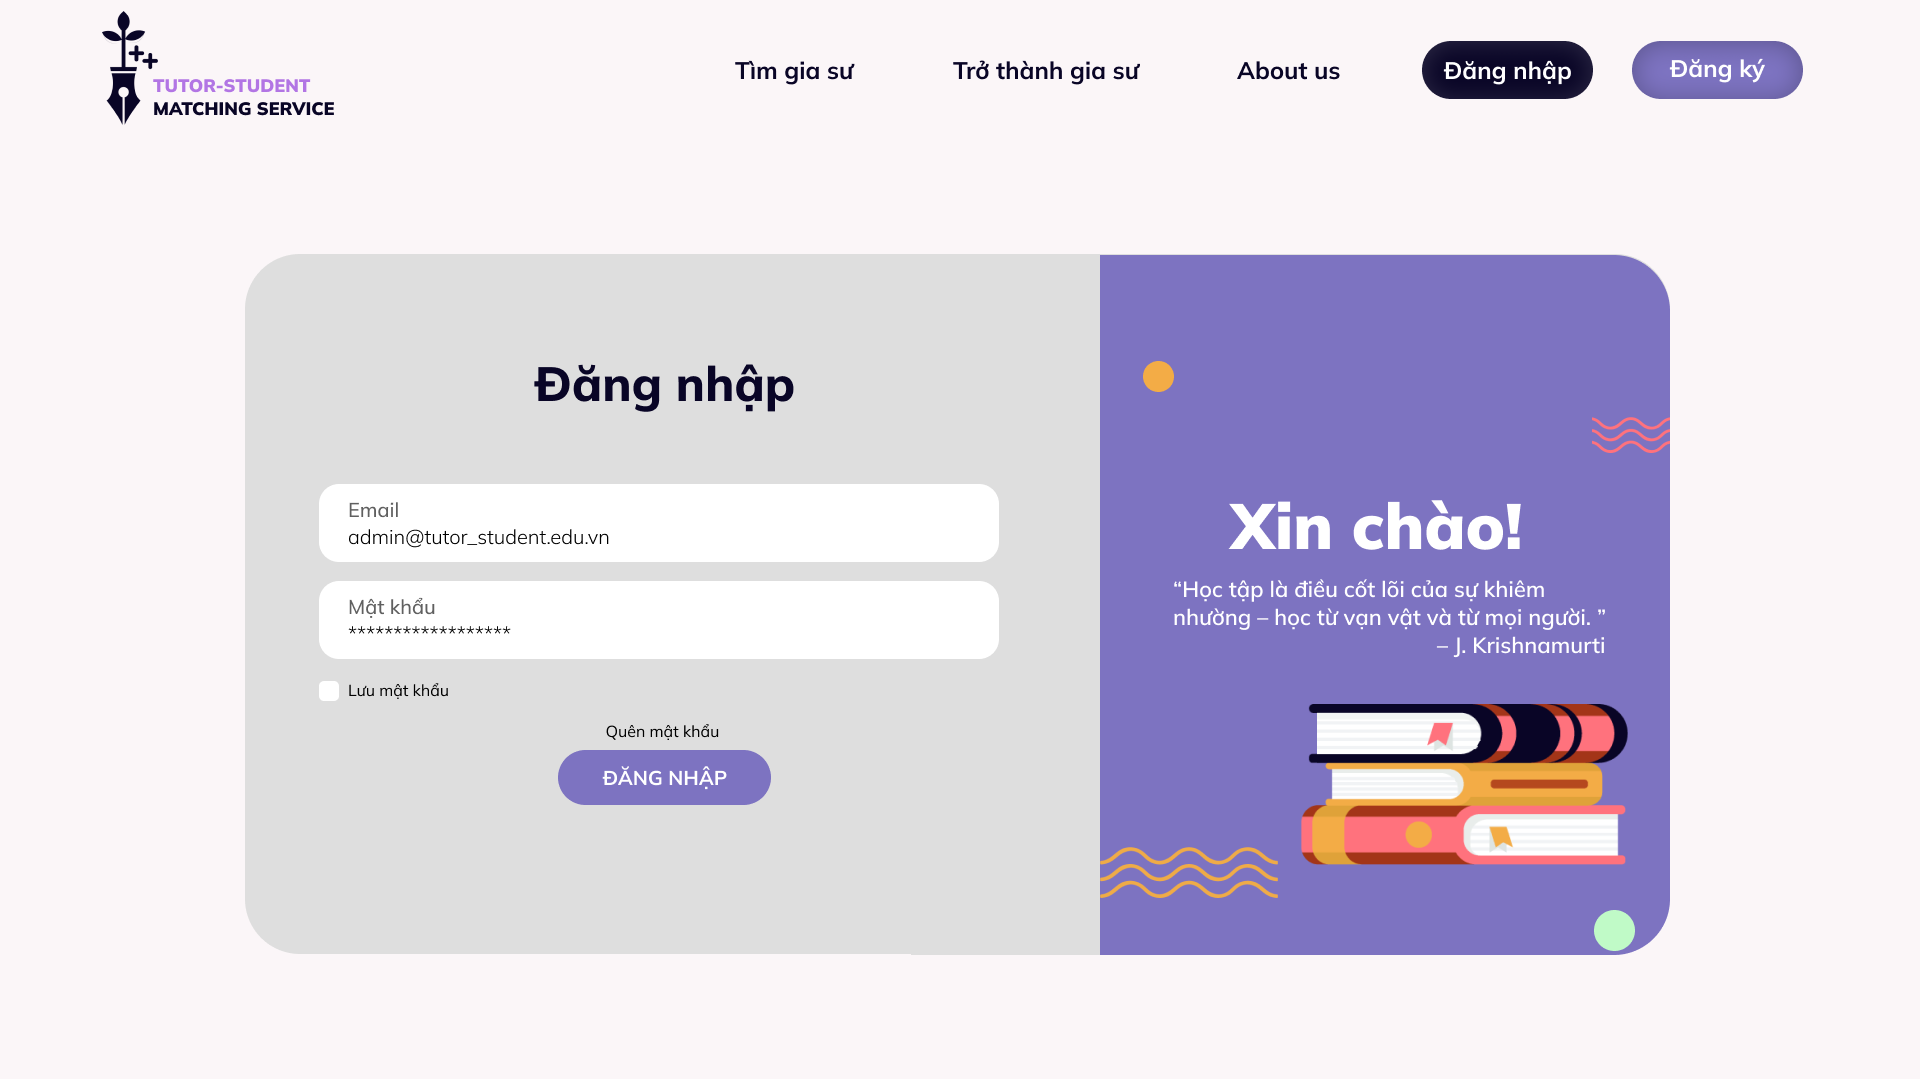 TUTOR-STUDENT
MATCHING SERVICE
Tìm gia sư
Trở thành gia sư
About us
Đăng nhập
Đăng ký
Đăng nhập
Email
admin@tutor_student.edu.vn
Mật khẩu
******************
Lưu mật khẩu
Quên mật khẩu
ĐĂNG NHẬP
Xin chào!
“Học tập là điều cốt lõi của sự khiêm
nhường – học từ vạn vật và từ mọi người. ”
– J. Krishnamurti